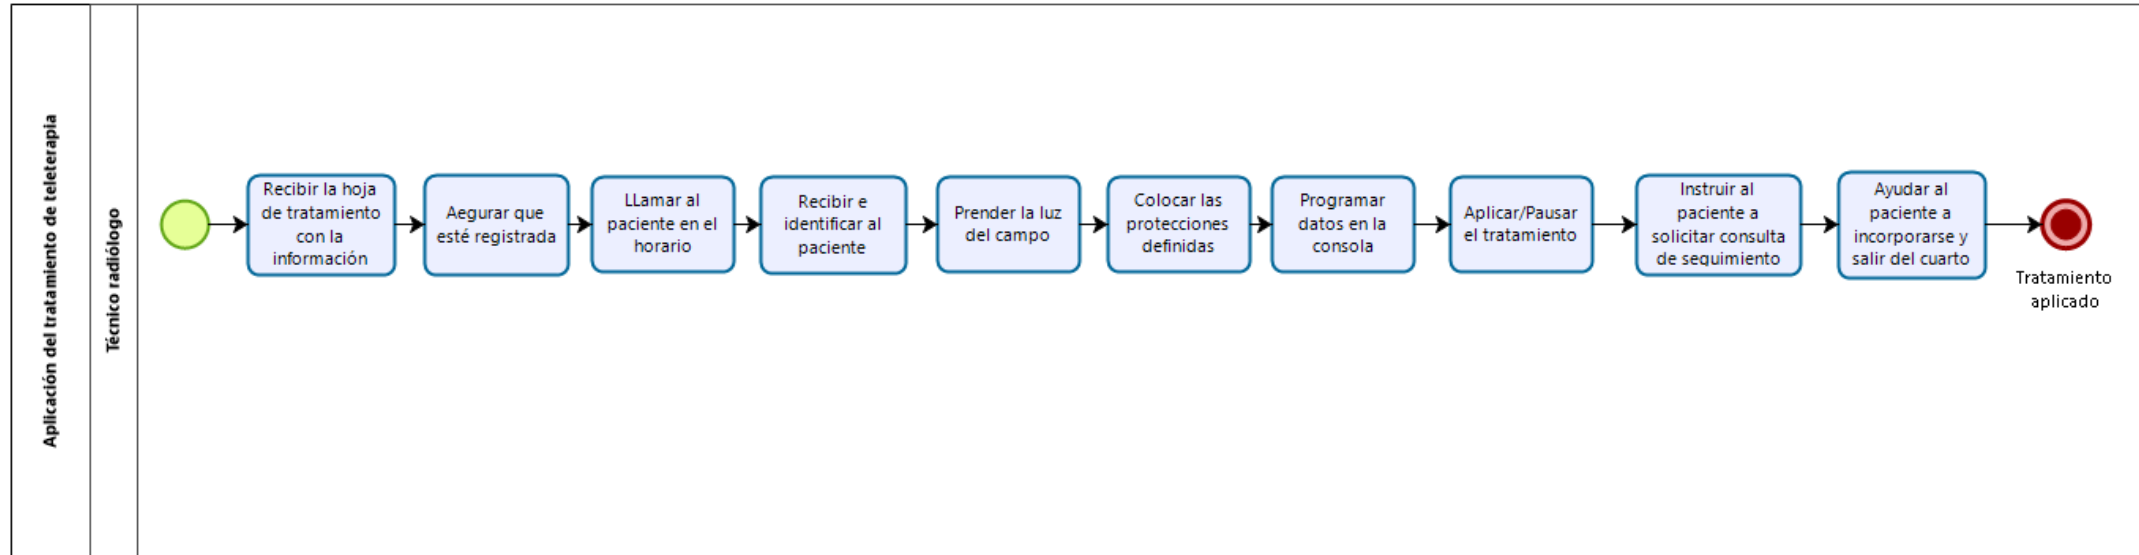 Aplicación del tratamiento de teleterapia
Técnico radiólogo
Recibir la hoja
de tratamiento
con la
información
Aegurar que
esté registrada
LLamar al
paciente en el
horario
Recibir e
identificar al
paciente
Prender la luz
del campo
Colocar las
protecciones
definidas
Programar
datos en la
consola
Aplicar/Pausar
el tratamiento
Instruir al
paciente a
solicitar consulta
de seguimiento
Ayudar al
paciente a
incorporarse y
salir del cuarto
Tratamiento
aplicado